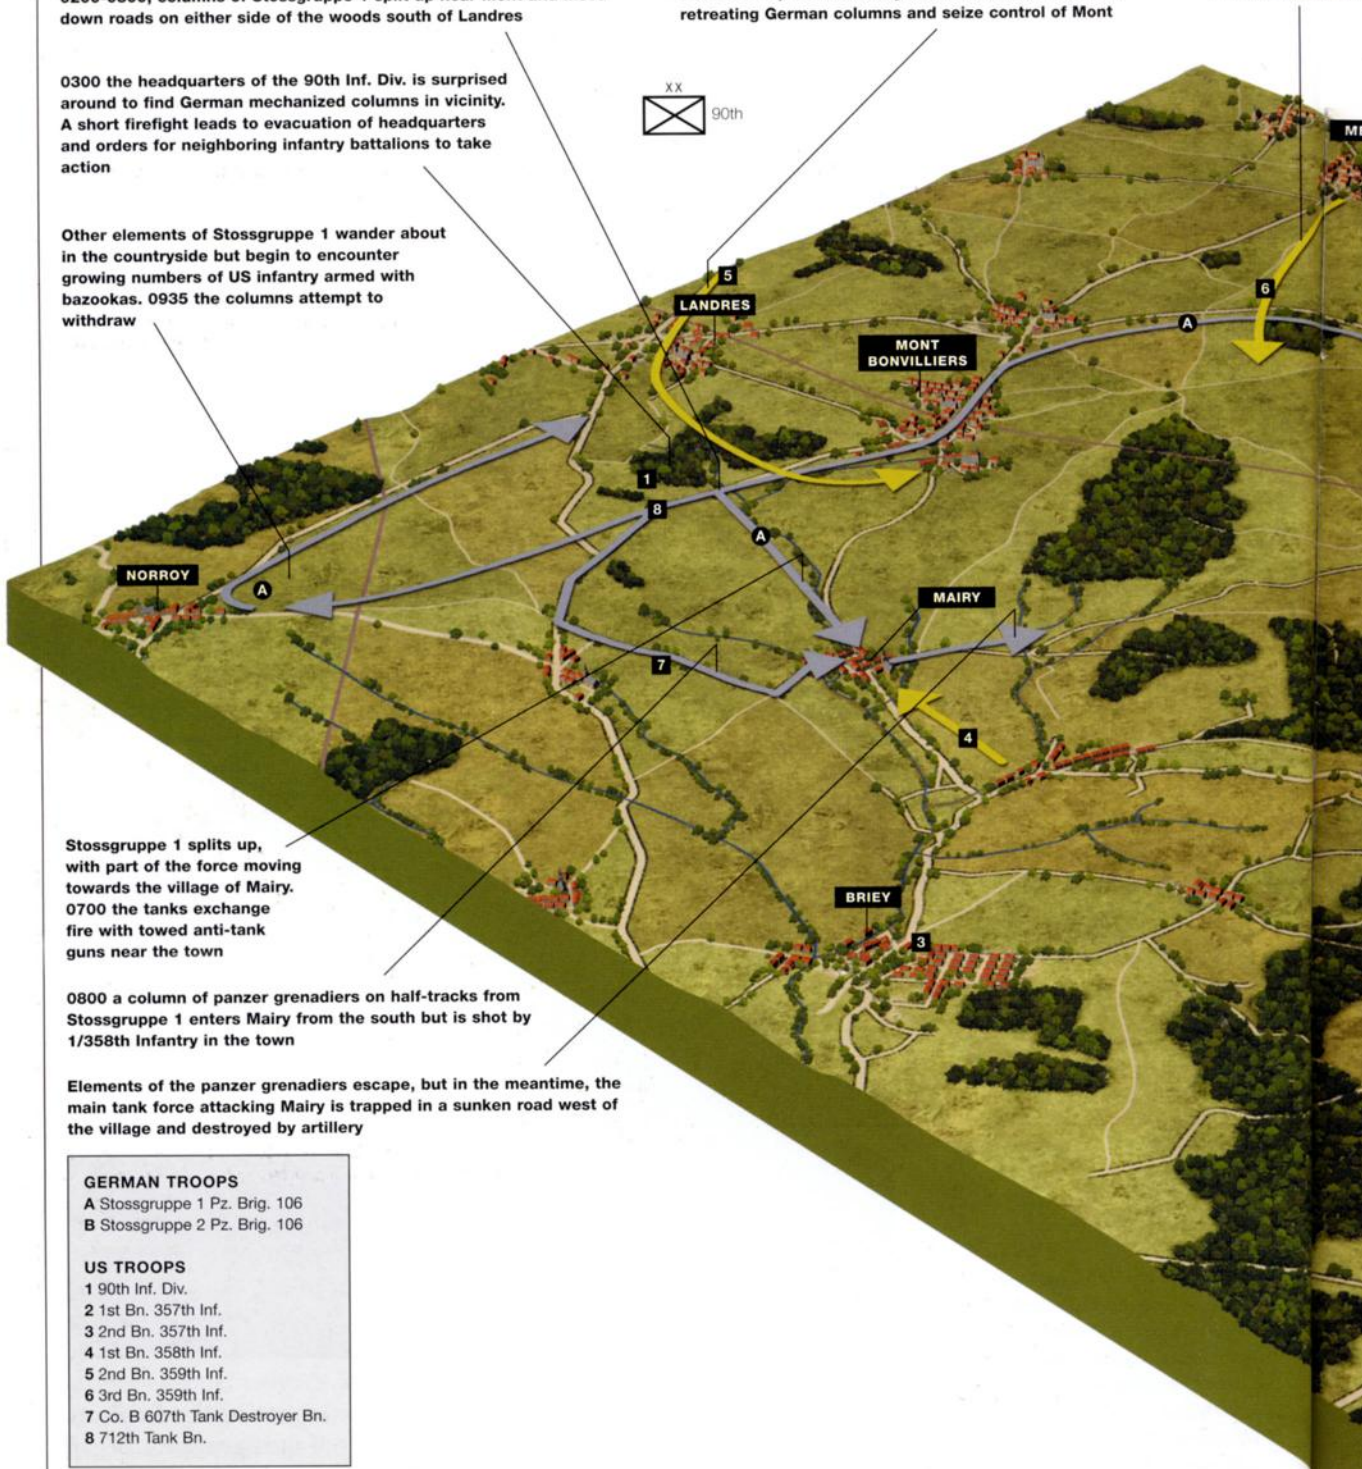 down roads on either side of the woods south of Landres
retreating German columns and seize control of Mont
0300 the headquarters of the 90th Inf. Div. is surprised
around to find German mechanized columns in vicinity.
A short firefight leads to evacuation of headquarters
and orders for neighboring infantry battalions to take
action
XX
90th
Other elements of Stossgruppe 1 wander about
in the countryside but begin to encounter
growing numbers of US infantry armed with
bazookas. 0935 the columns attempt to
withdraw
5
LANDRES
6
A
MONT
BONVILLIERS
1
8
A
NORROY
A
MAIRY
7
4
Stossgruppe 1 splits up,
with part of the force moving
towards the village of Mairy.
0700 the tanks exchange
fire with towed anti-tank
guns near the town
BRIEY
3
0800 a column of panzer grenadiers on half-tracks from
Stossgruppe 1 enters Mairy from the south but is shot by
1/358th Infantry in the town
Elements of the panzer grenadiers escape, but in the meantime, the
main tank force attacking Mairy is trapped in a sunken road west of
the village and destroyed by artillery
GERMAN TROOPS
A Stossgruppe 1 Pz. Brig. 106
B Stossgruppe 2 Pz. Brig. 106
US TROOPS
1 90th Inf. Div.
2 1st Bn. 357th Inf.
3 2nd Bn. 357th Inf.
4 1st Bn. 358th Inf.
5 2nd Bn. 359th Inf.
6 3rd Bn. 359th Inf.
7 Co. B 607th Tank Destroyer Bn.
8 712th Tank Bn.